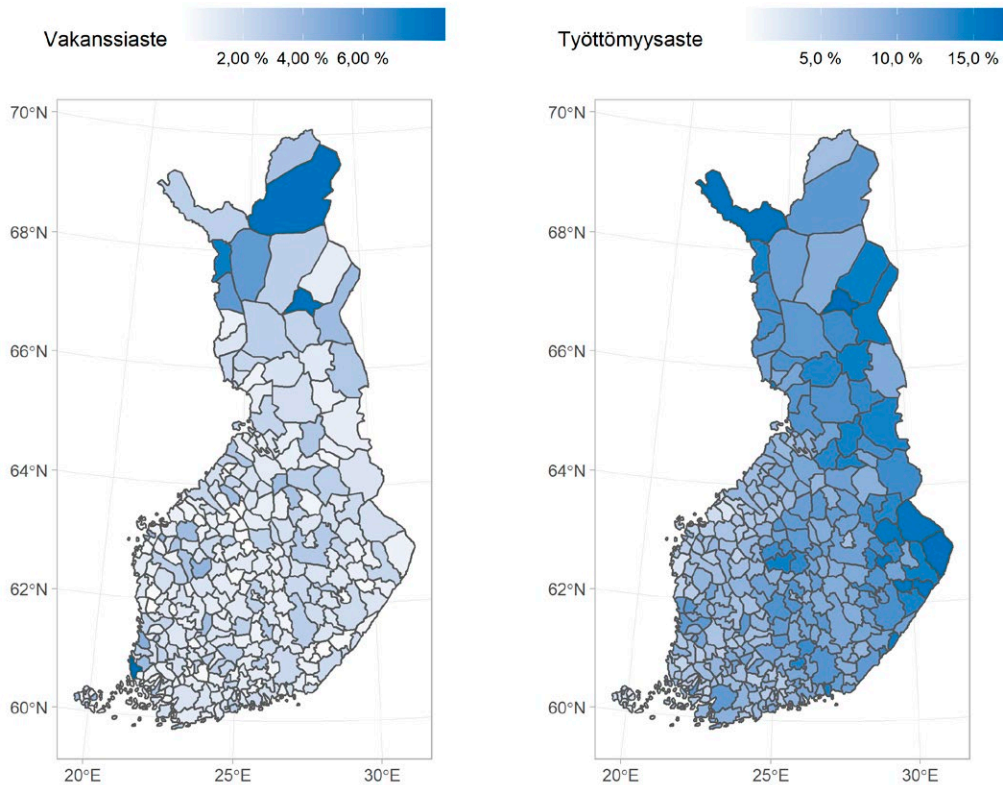 Vakanssiaste
2,00 % 4,00 % 6,00 %
Työttömyysaste
5,0 % 10,0 % 15,0 %
70°N
68°N
66°N
64°N
62°N
60°N
20°E 25°E 30°E
70°N
68°N
66°N
64°N
62°N
60°N
20°E 25°E 30°E